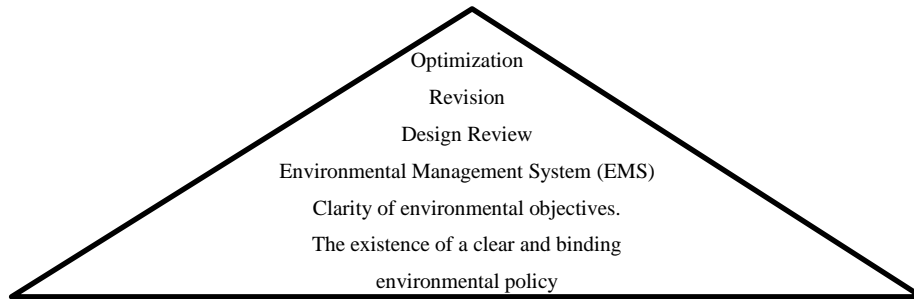 Optimization
Revision
Design Review
Environmental Management System (EMS)
Clarity of environmental objectives.
The existence of a clear and binding
environmental policy